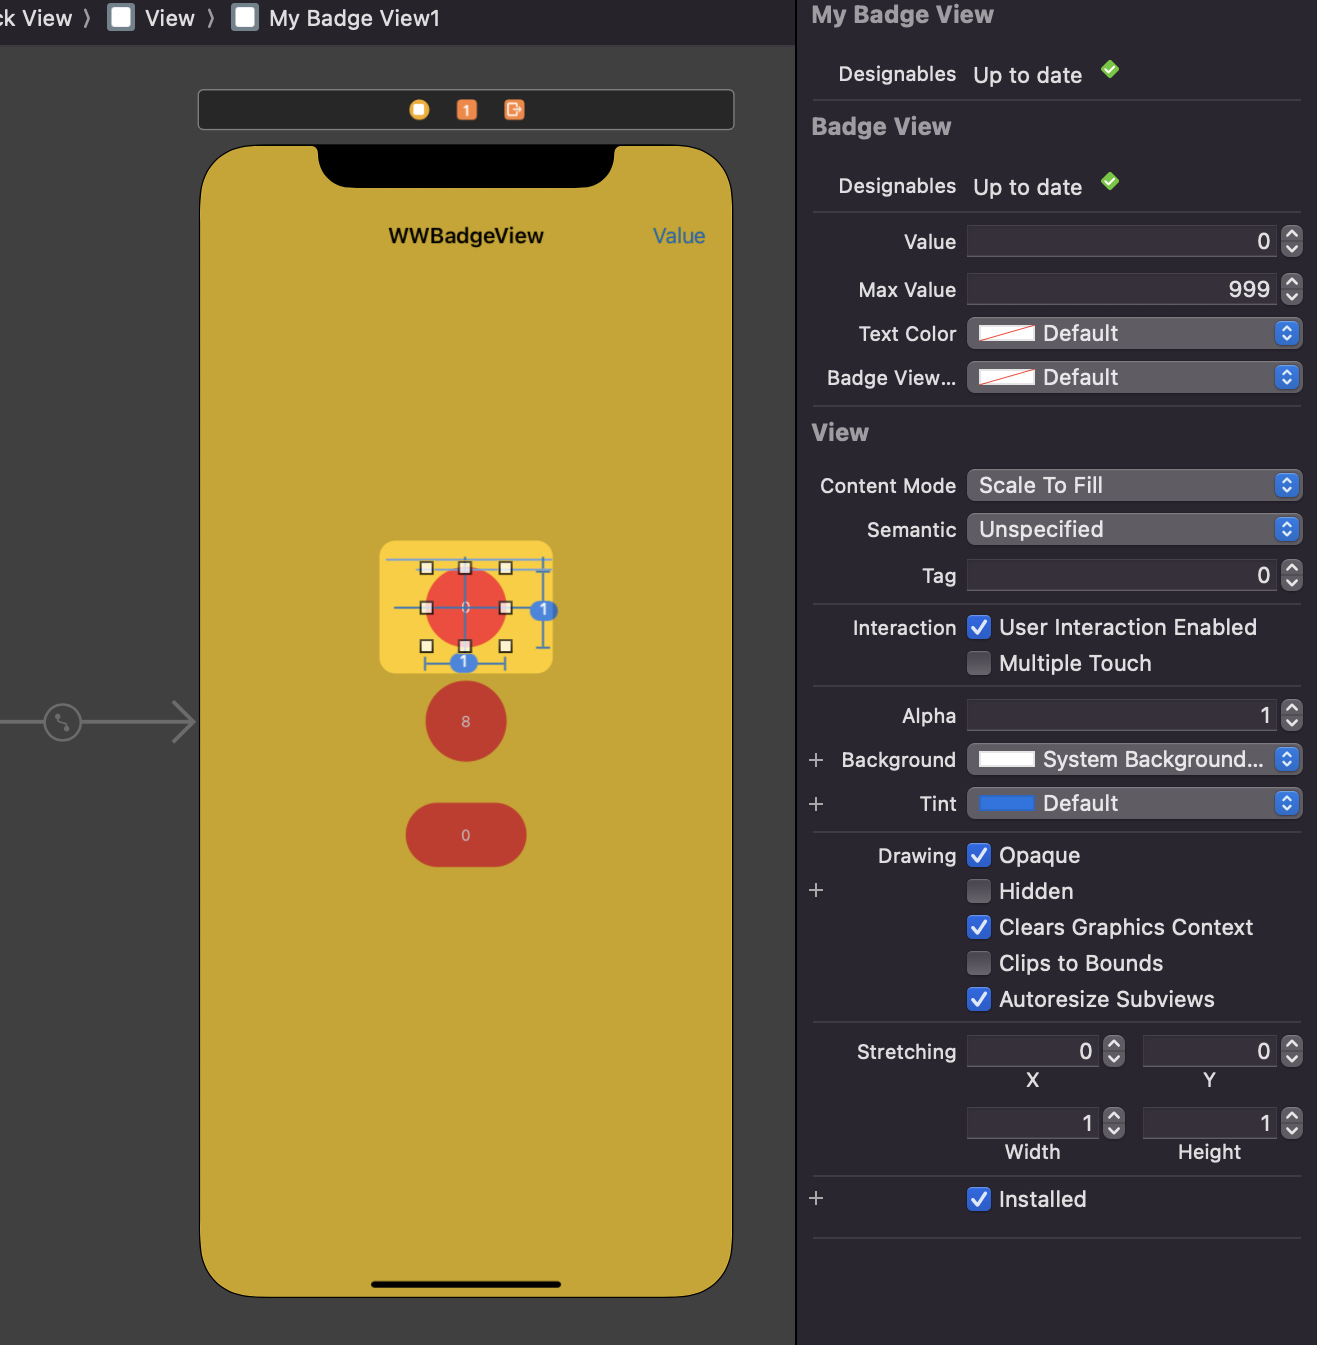 ck View 〉 View 〉 My Badge View1
1
WWBadgeView
Value
0
1
1
8
0
My Badge View
Designables Up to date
Badge View
Designables Up to date
Value 0
Max Value 999
Text Color Default
Badge View... Default
View
Content Mode Scale To Fill
Semantic Unspecified
Tag 0
Interaction User Interaction Enabled
Multiple Touch
Alpha 1
+ Background System Background...
+ Tint Default
Drawing Opaque
+ Hidden
Clears Graphics Context
Clips to Bounds
Autoresize Subviews
Stretching 0 0
X Y
1 1
Width Height
+ Installed